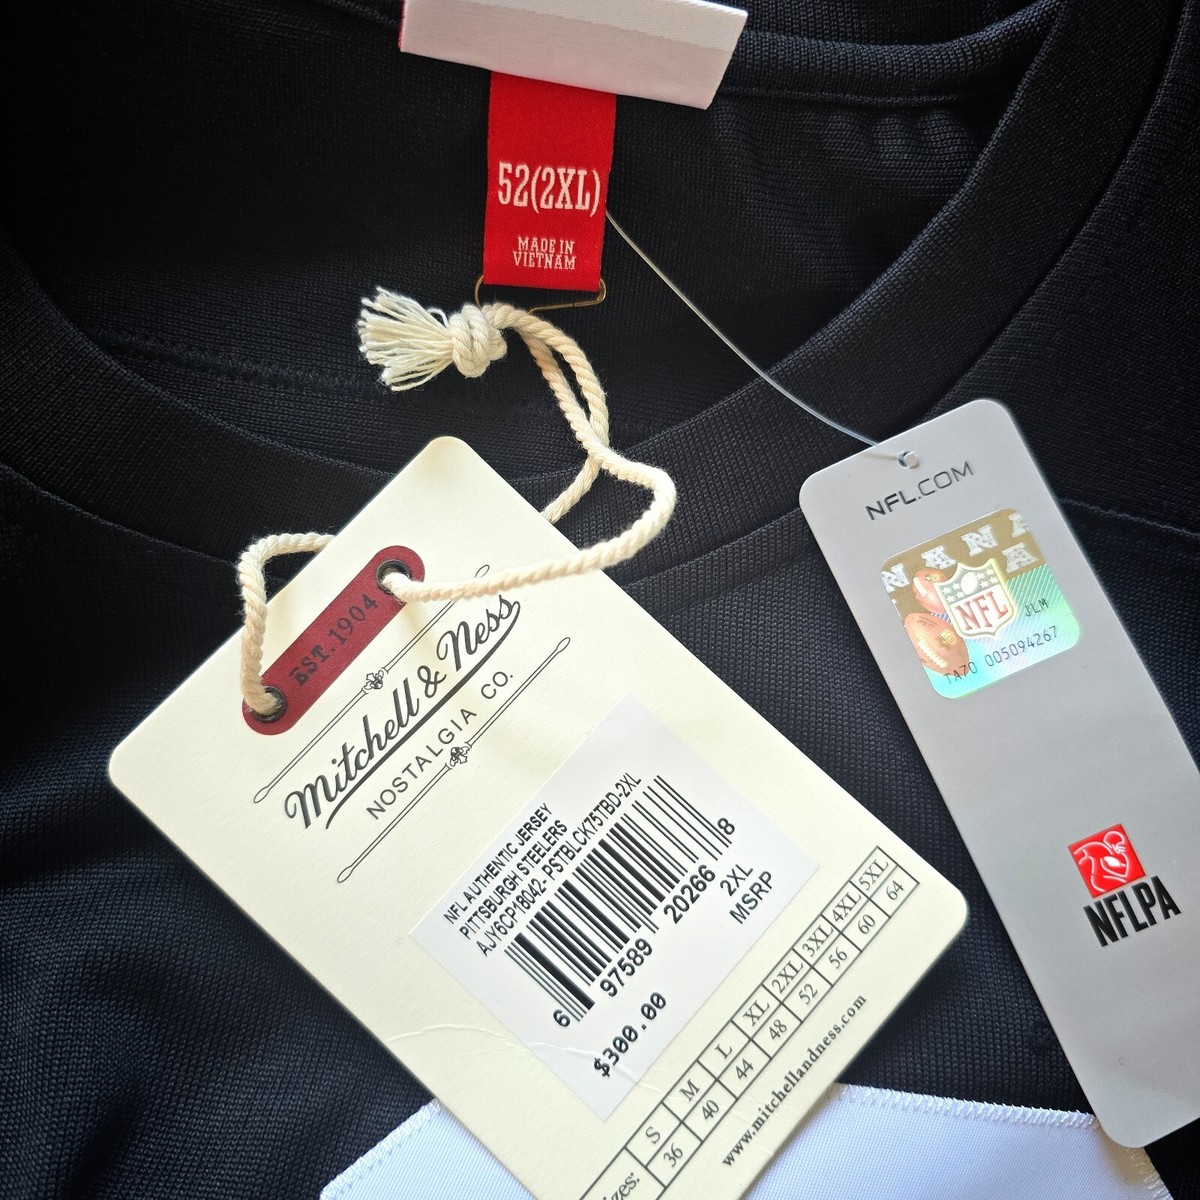 52(2XL)
MADE IN
VIETNAM
EST. 1904
Mitchell & Ness
NOSTALGIA CO.
NFL AUTHENTIC JERSEY
PITTSBURGH STEELERS
AJY6CP18042- PSTBLCK75TBD-2XL
6 97589 20266 8
2XL
MSRP
$300.00
S M L XL 2XL 3XL 4XL 5XL
36 40 44 48 52 56 60 64
www.mitchellandness.com
NFL.COM
NFL
JLM
TA70 005094267
NFLPA